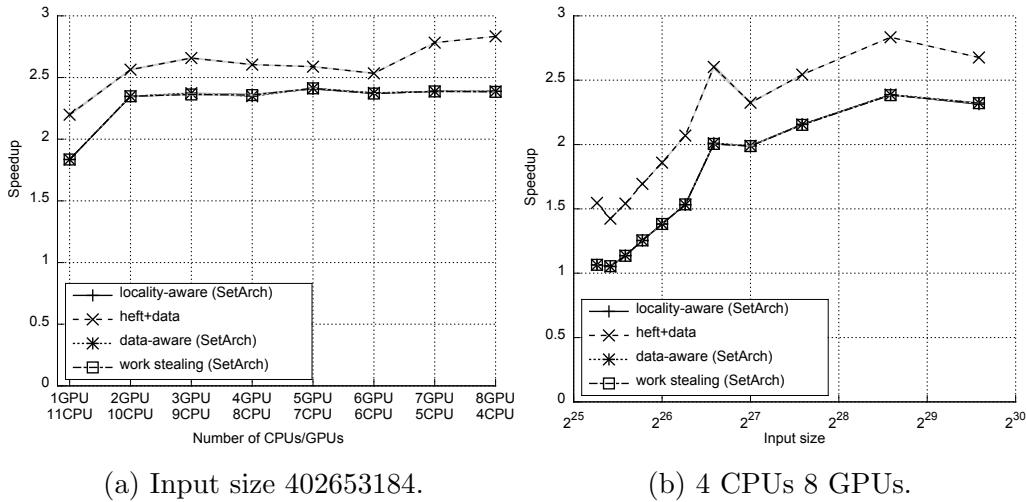 3
2.5
2
1.5
1
0.5
0
Speedup
locality-aware (SetArch)
heft+data
data-aware (SetArch)
work stealing (SetArch)
1GPU 2GPU 3GPU 4GPU 5GPU 6GPU 7GPU 8GPU
11CPU 10CPU 9CPU 8CPU 7CPU 6CPU 5CPU 4CPU
Number of CPUs/GPUs
(a) Input size 402653184.
3
2.5
2
1.5
1
0.5
0
Speedup
locality-aware (SetArch)
heft+data
data-aware (SetArch)
work stealing (SetArch)
2^25 2^26 2^27 2^28 2^29 2^30
Input size
(b) 4 CPUs 8 GPUs.